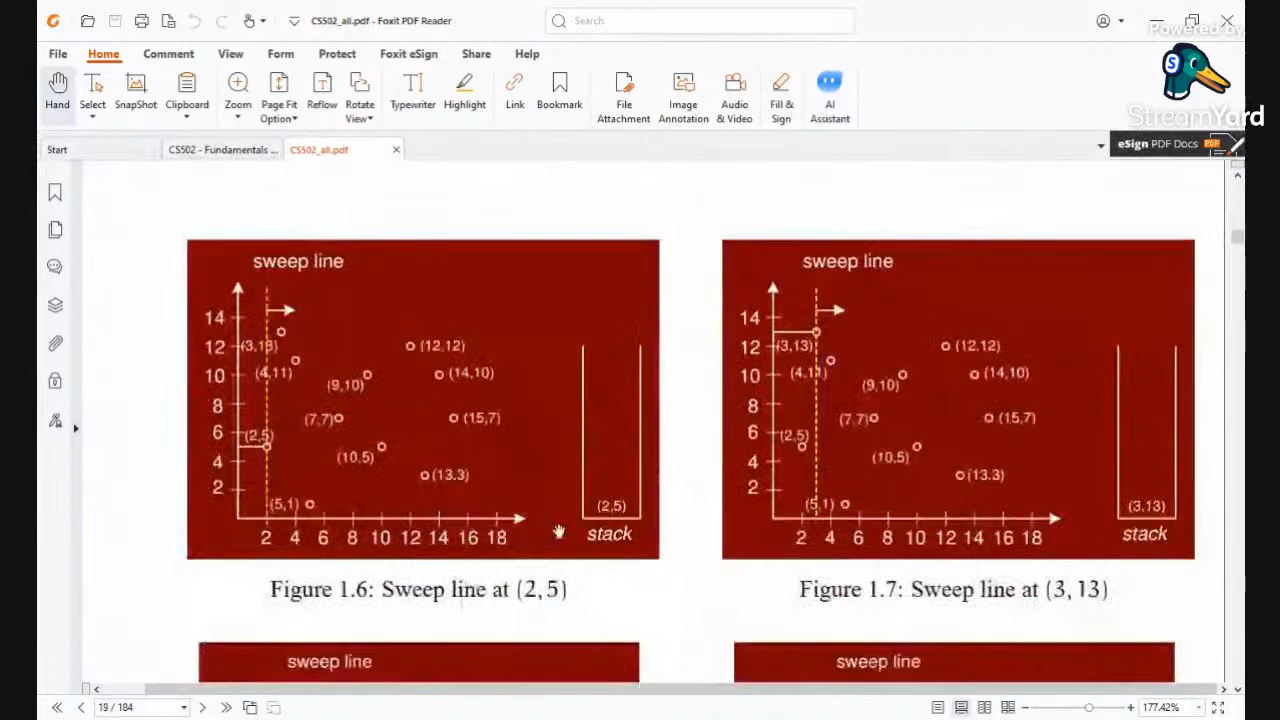 CS502_all.pdf - Foxit PDF Reader
Search
Powered by
StreamYard
File Home Comment View Form Protect Foxit eSign Share Help
Hand Select SnapShot Clipboard Zoom Page Fit Option Reflow Rotate View Typewriter Highlight Link Bookmark File Attachment Image Annotation Audio & Video Fill & Sign AI Assistant
Start CS502 - Fundamentals ... CS502_all.pdf
eSign PDF Docs
sweep line
14
12
10
8
6
4
2
(3,13)
(12,12)
(4,11)
(9,10)
(14,10)
(7,7)
(15,7)
(2,5)
(10,5)
(13.3)
(5,1)
(2,5)
2 4 6 8 10 12 14 16 18
stack
Figure 1.6: Sweep line at (2,5)
sweep line
14
12
10
8
6
4
2
(3,13)
(12,12)
(4,11)
(9,10)
(14,10)
(7,7)
(15,7)
(2,5)
(10,5)
(13.3)
(5,1)
(3,13)
2 4 6 8 10 12 14 16 18
stack
Figure 1.7: Sweep line at (3,13)
sweep line
sweep line
19 / 184
177.42%